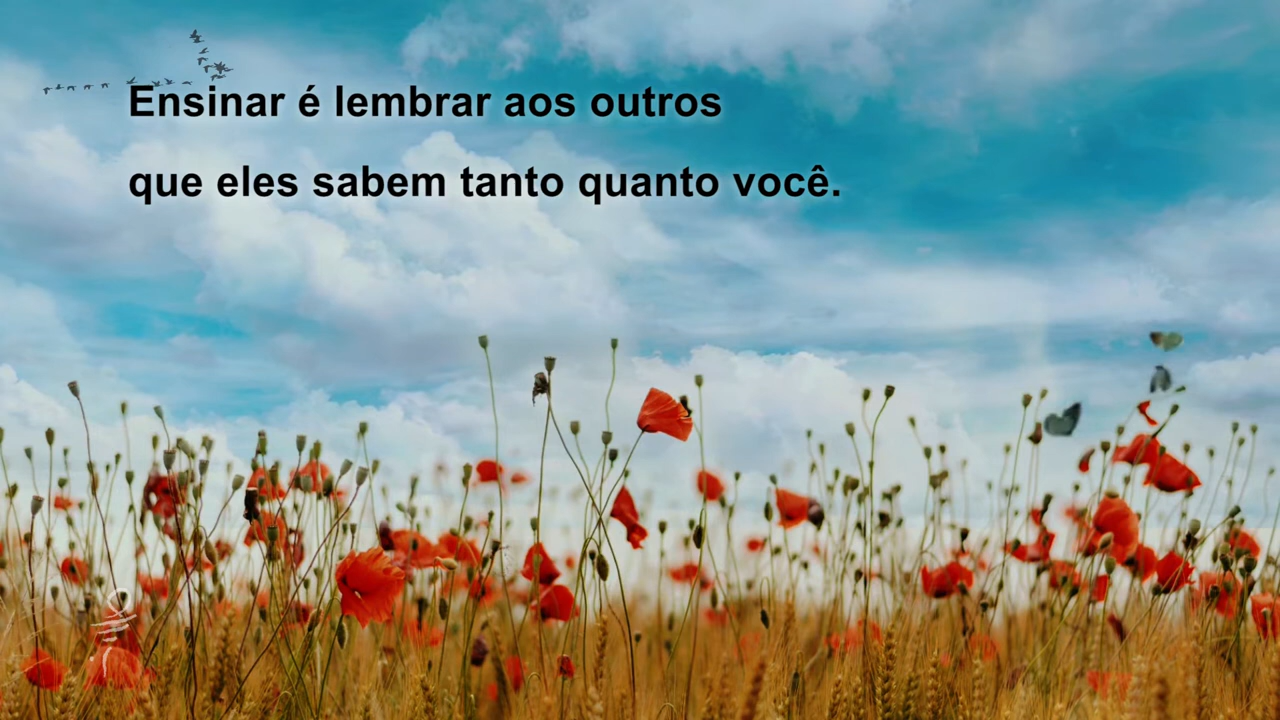 Ensinar é lembrar aos outros
que eles sabem tanto quanto você.